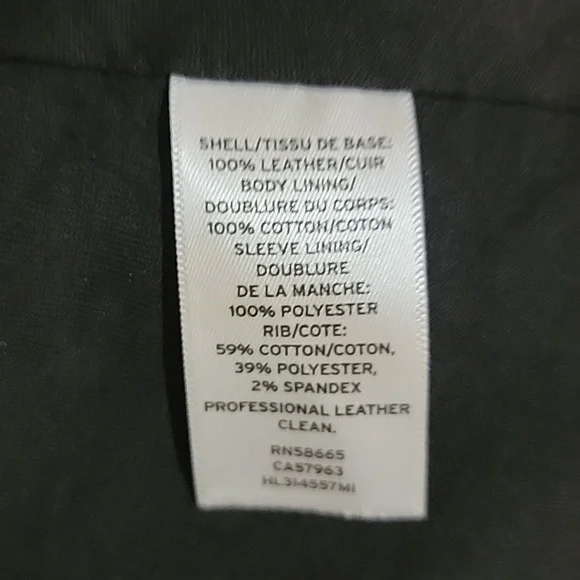 SHELL/TISSU DE BASE:
100% LEATHER/CUIR
BODY LINING/
DOUBLURE DU CORPS:
100% COTTON/COTON
SLEEVE LINING/
DOUBLURE
DE LA MANCHE:
100% POLYESTER
RIB/COTE:
59% COTTON/COTON,
39% POLYESTER,
2% SPANDEX
PROFESSIONAL LEATHER
CLEAN.
RN58665
CA57963
HL314557MI